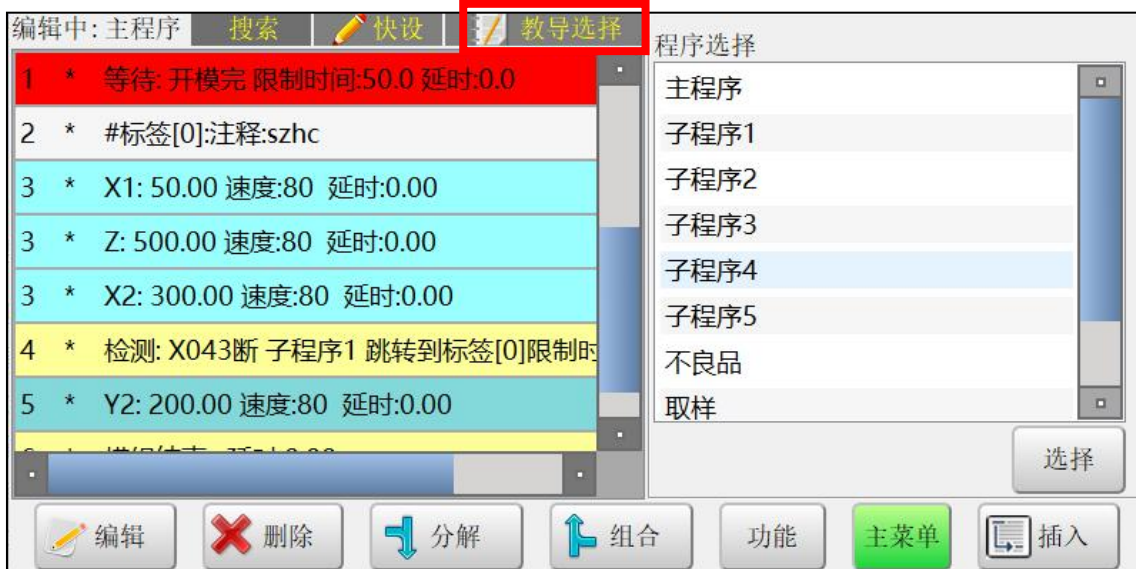 编辑中:主程序 搜索 快设 教导选择
1 * 等待: 开模完 限制时间:50.0 延时:0.0
2 * #标签[0]:注释:szhc
3 * X1: 50.00 速度:80 延时:0.00
3 * Z: 500.00 速度:80 延时:0.00
3 * X2: 300.00 速度:80 延时:0.00
4 * 检测: X043断 子程序1 跳转到标签[0]限制时
5 * Y2: 200.00 速度:80 延时:0.00
程序选择
主程序
子程序1
子程序2
子程序3
子程序4
子程序5
不良品
取样
选择
编辑 删除 分解 组合 功能 主菜单 插入